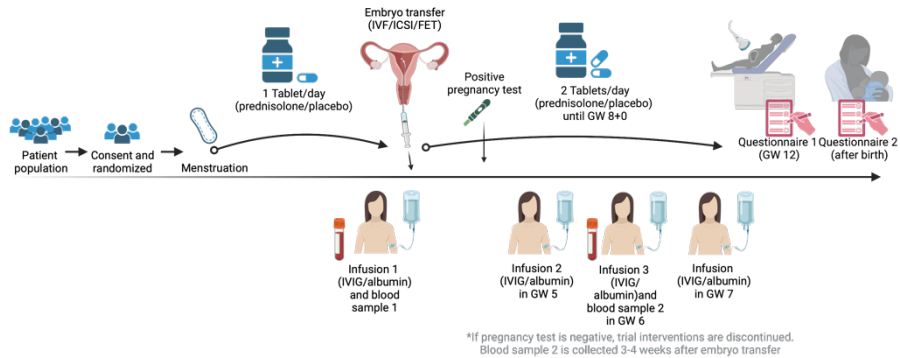 Embryo transfer
(IVF/ICSI/FET)
1 Tablet/day
(prednisolone/placebo)
Positive
pregnancy test
2 Tablets/day
(prednisolone/placebo)
until GW 8+0
Patient
population
Consent and
randomized
Menstruation
Questionnaire 1
(GW 12)
Questionnaire 2
(after birth)
Infusion 1
(IVIG/albumin)
and blood
sample 1
Infusion 2
(IVIG/albumin)
in GW 5
Infusion 3
(IVIG/
albumin)and
blood sample 2
in GW 6
Infusion
(IVIG/albumin)
in GW 7
*If pregnancy test is negative, trial interventions are discontinued.
Blood sample 2 is collected 3-4 weeks after embryo transfer